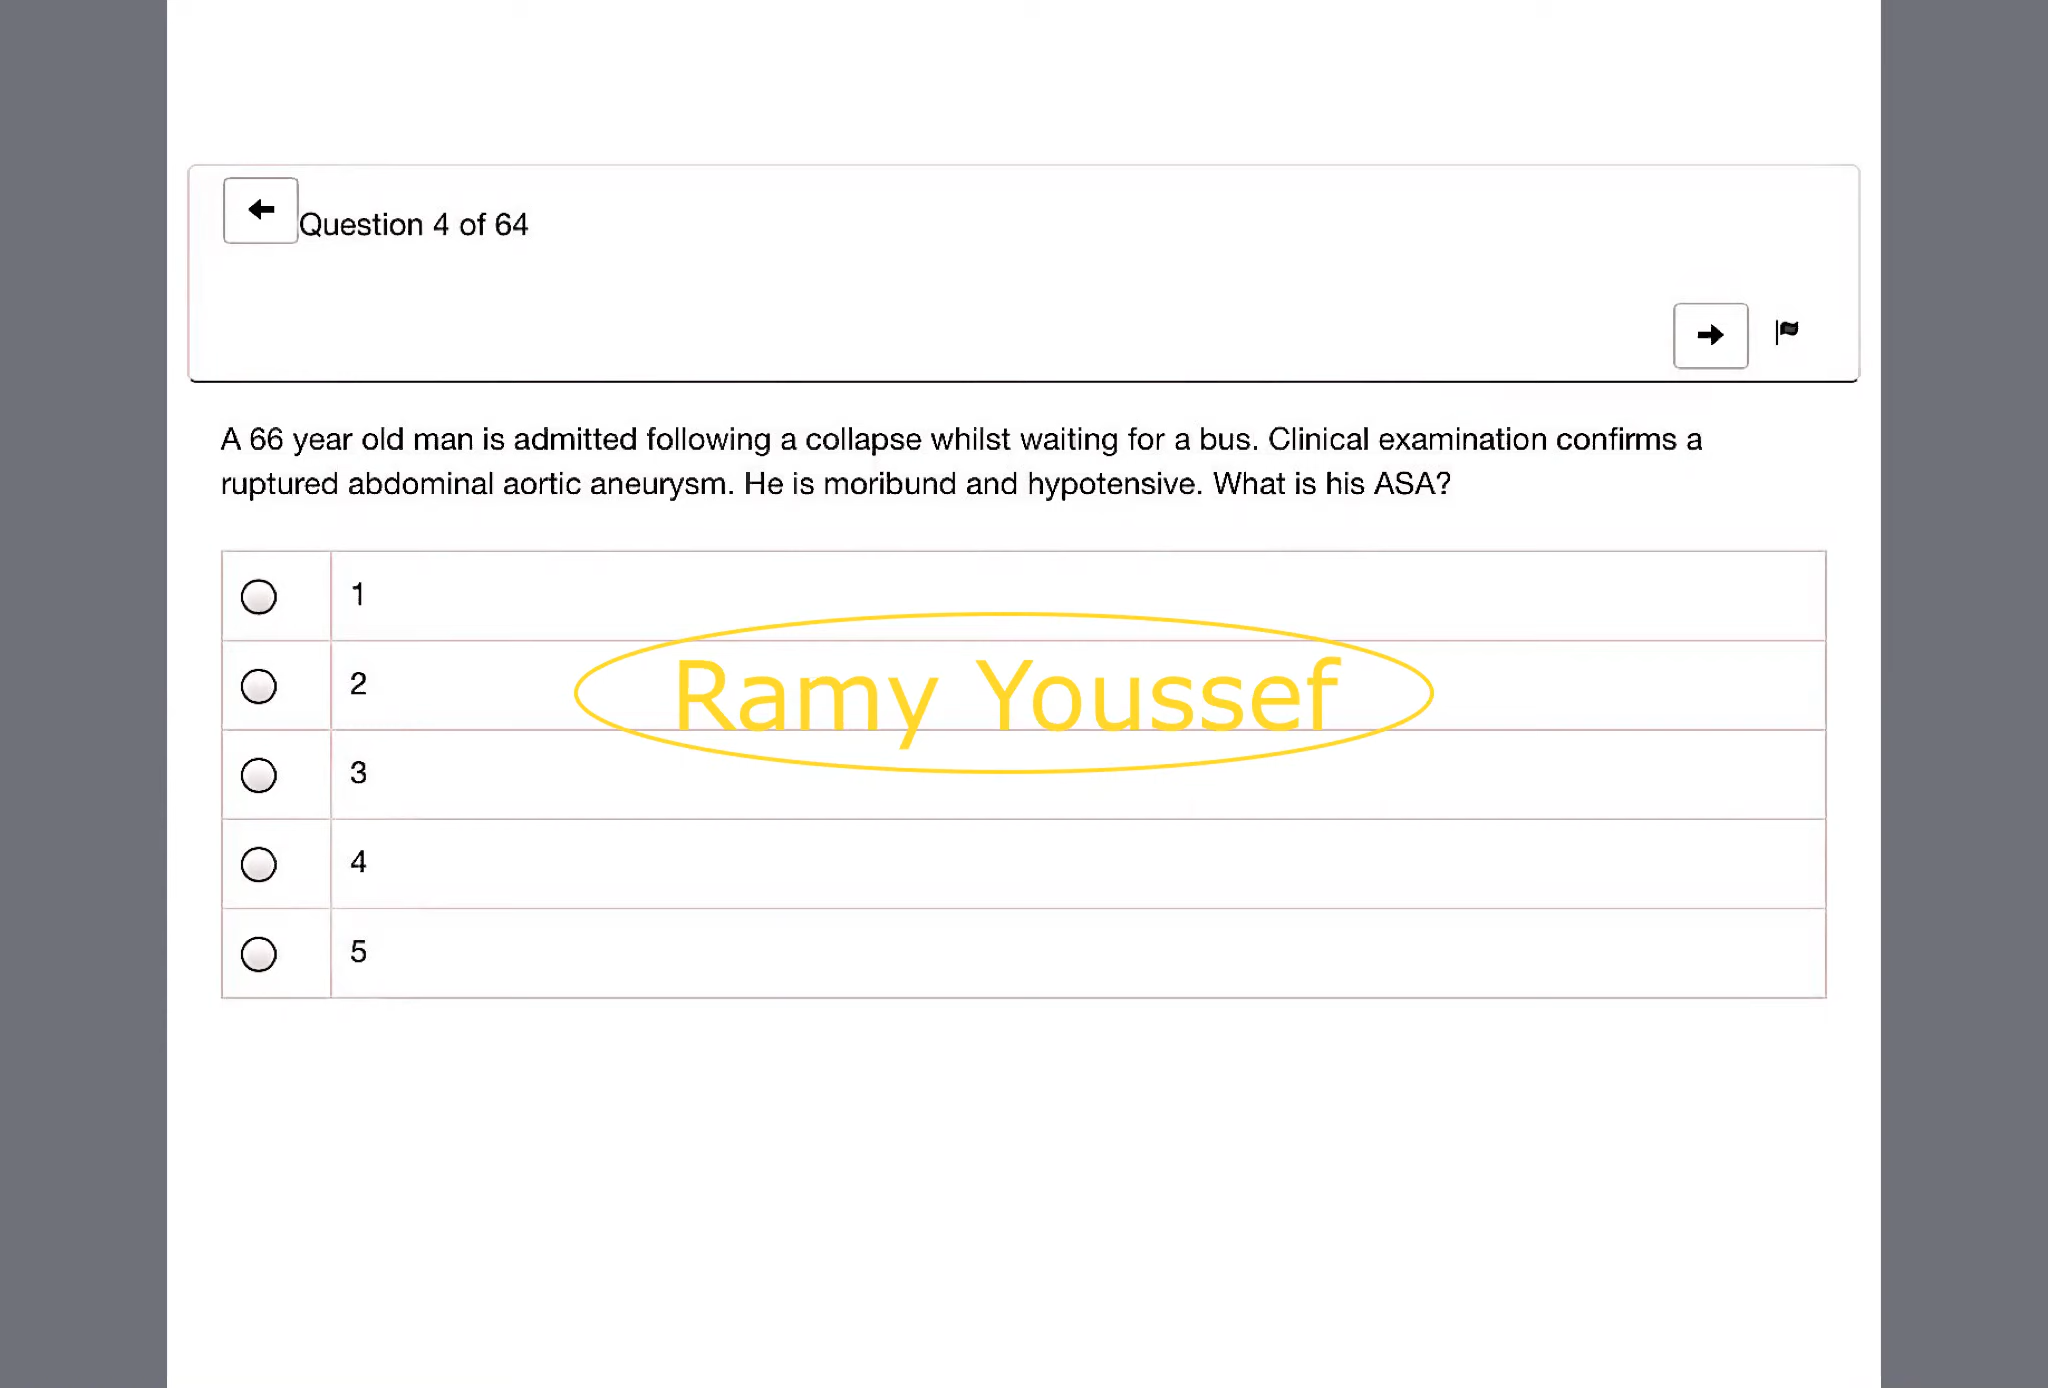 Question 4 of 64
A 66 year old man is admitted following a collapse whilst waiting for a bus. Clinical examination confirms a
ruptured abdominal aortic aneurysm. He is moribund and hypotensive. What is his ASA?
1
2
Ramy Youssef
3
4
5